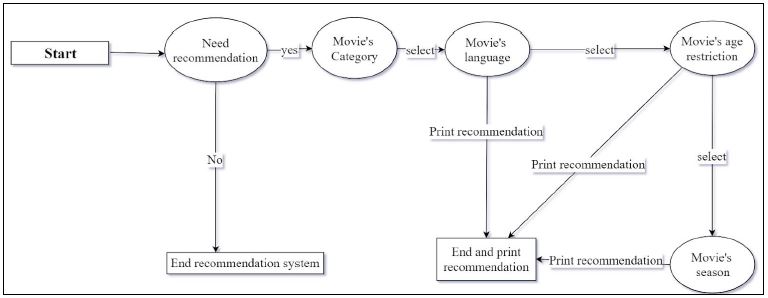 Start
Need
recommendation
yes
Movie's
Category
select
Movie's
language
select
Movie's age
restriction
Print recommendation
No
Print recommendation
select
End recommendation system
End and print
recommendation
Print recommendation
Movie's
season